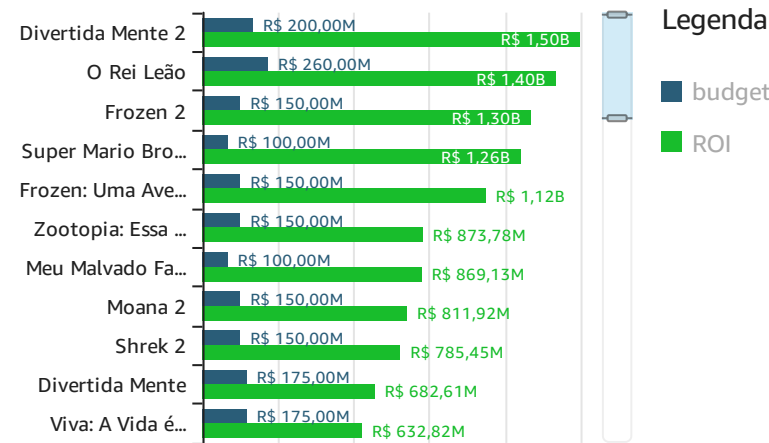 Legenda
budget
ROI
Divertida Mente 2
R$ 200,00M
R$ 1,50B
O Rei Leão
R$ 260,00M
R$ 1,40B
Frozen 2
R$ 150,00M
R$ 1,30B
Super Mario Bro...
R$ 100,00M
R$ 1,26B
Frozen: Uma Ave...
R$ 150,00M
R$ 1,12B
Zootopia: Essa ...
R$ 150,00M
R$ 873,78M
Meu Malvado Fa...
R$ 100,00M
R$ 869,13M
Moana 2
R$ 150,00M
R$ 811,92M
Shrek 2
R$ 150,00M
R$ 785,45M
Divertida Mente
R$ 175,00M
R$ 682,61M
Viva: A Vida é...
R$ 175,00M
R$ 632,82M